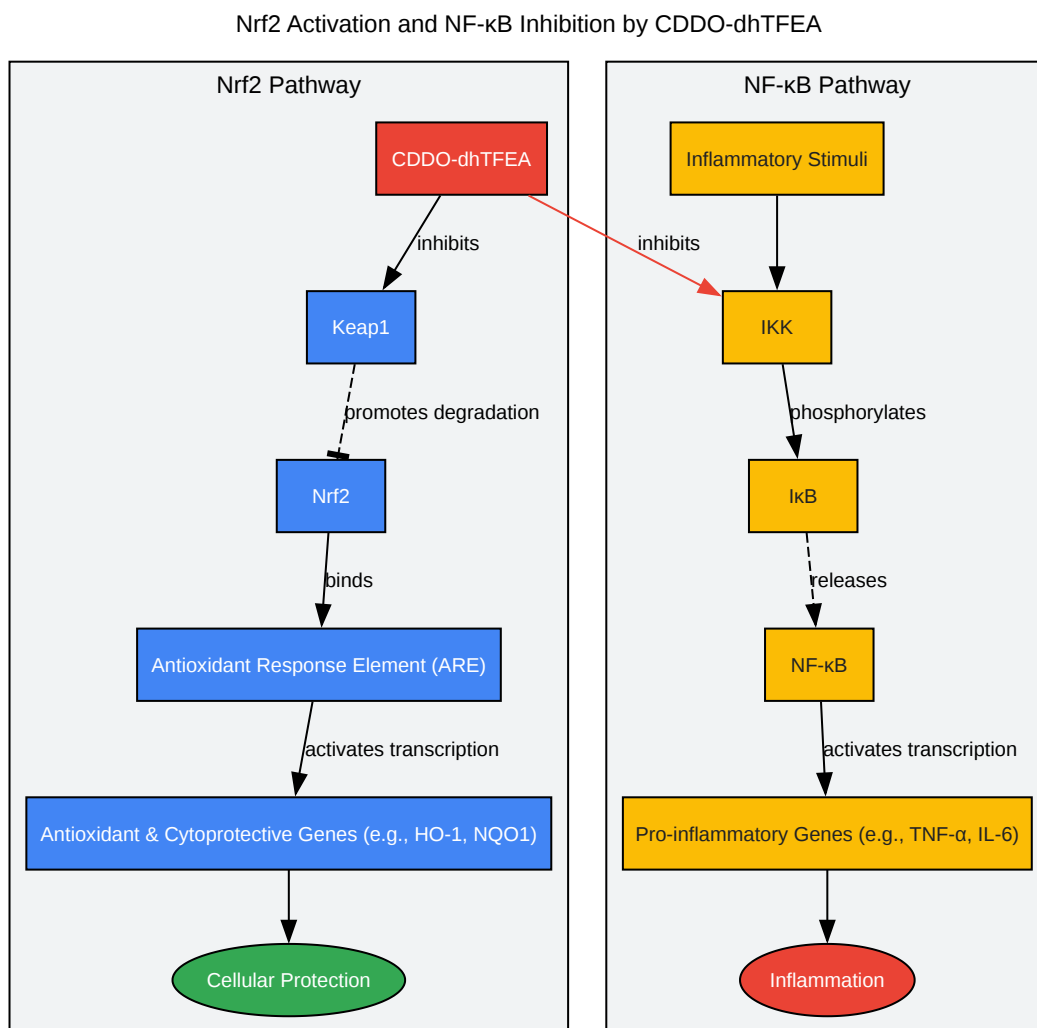 Nrf2 Activation and NF-κB Inhibition by CDDO-dhTFEA
Nrf2 Pathway
CDDO-dhTFEA
inhibits
inhibits
Keap1
promotes degradation
Nrf2
binds
Antioxidant Response Element (ARE)
activates transcription
Antioxidant & Cytoprotective Genes (e.g., HO-1, NQO1)
Cellular Protection
NF-κB Pathway
Inflammatory Stimuli
IKK
phosphorylates
IκB
releases
NF-κB
activates transcription
Pro-inflammatory Genes (e.g., TNF-α, IL-6)
Inflammation